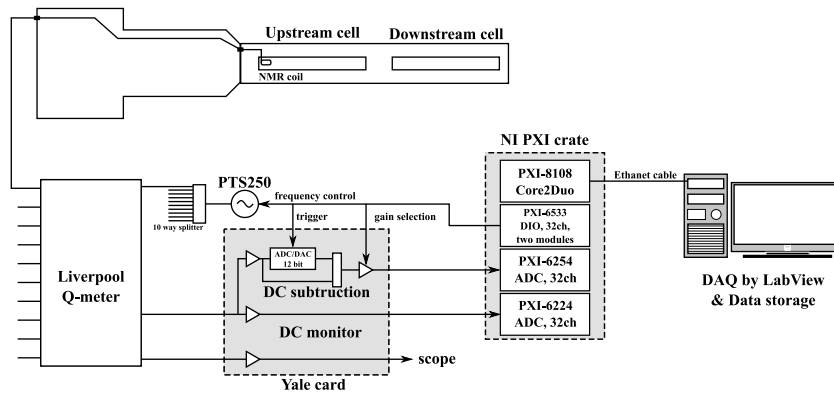 Upstream cell
Downstream cell
NMR coil
NI PXI crate
PTS250
PXI-8108
Core2Duo
Ethanet cable
frequency control
10 way splitter
trigger
gain selection
PXI-6533
DIO, 32ch,
two modules
ADC/DAC
12 bit
Liverpool
Q-meter
PXI-6254
ADC, 32ch
DC subtruction
DAQ by LabView
& Data storage
PXI-6224
ADC, 32ch
DC monitor
scope
Yale card